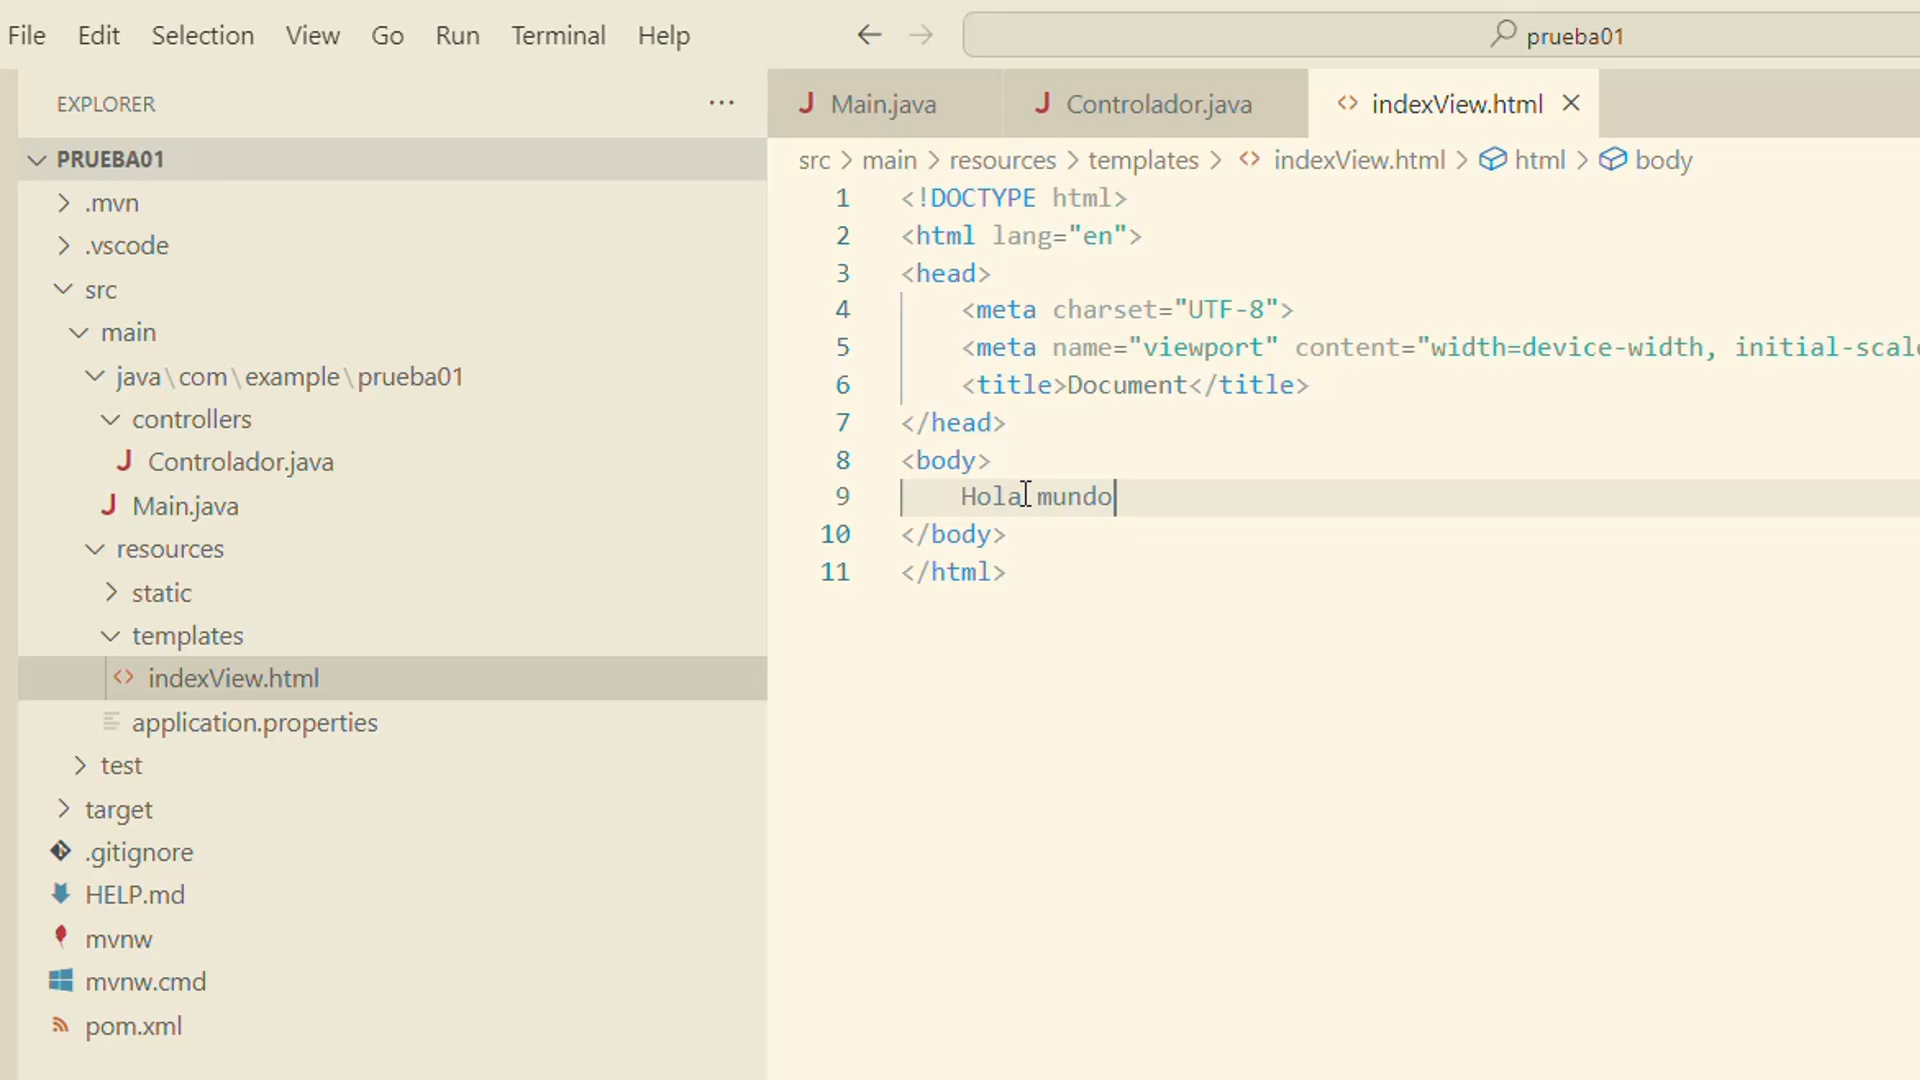 File Edit Selection View Go Run Terminal Help
prueba01
EXPLORER
PRUEBA01
.mvn
.vscode
src
main
java\com\example\prueba01
controllers
Controlador.java
Main.java
resources
static
templates
indexView.html
application.properties
test
target
.gitignore
HELP.md
mvnw
mvnw.cmd
pom.xml
Main.java Controlador.java indexView.html
src > main > resources > templates > indexView.html > html > body
1 <!DOCTYPE html>
2 <html lang="en">
3 <head>
4 <meta charset="UTF-8">
5 <meta name="viewport" content="width=device-width, initial-scale
6 <title>Document</title>
7 </head>
8 <body>
9 Hola mundo
10 </body>
11 </html>